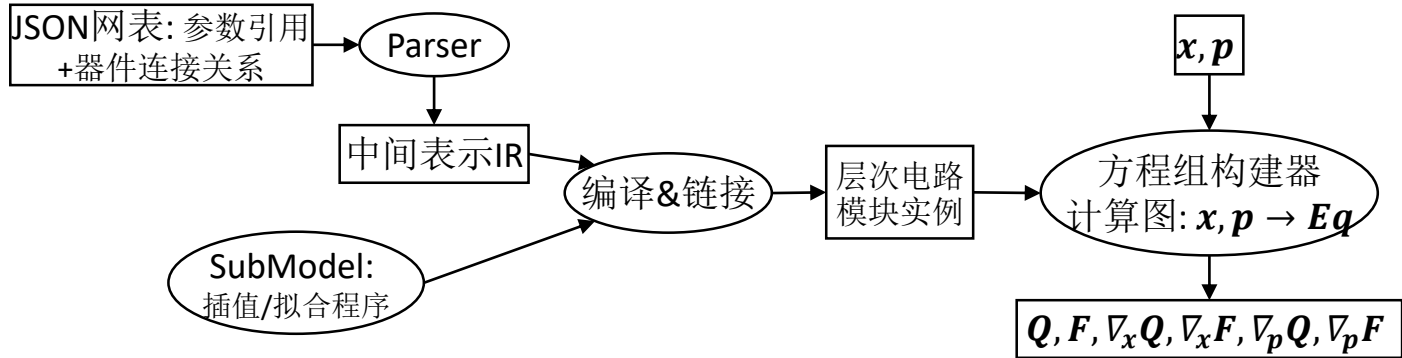 JSON网表: 参数引用
+器件连接关系
Parser
中间表示IR
SubModel:
插值/拟合程序
编译&链接
层次电路
模块实例
x, p
方程组构建器
计算图: x, p → Eq
Q, F, ∇ₓQ, ∇ₓF, ∇ₚQ, ∇ₚF